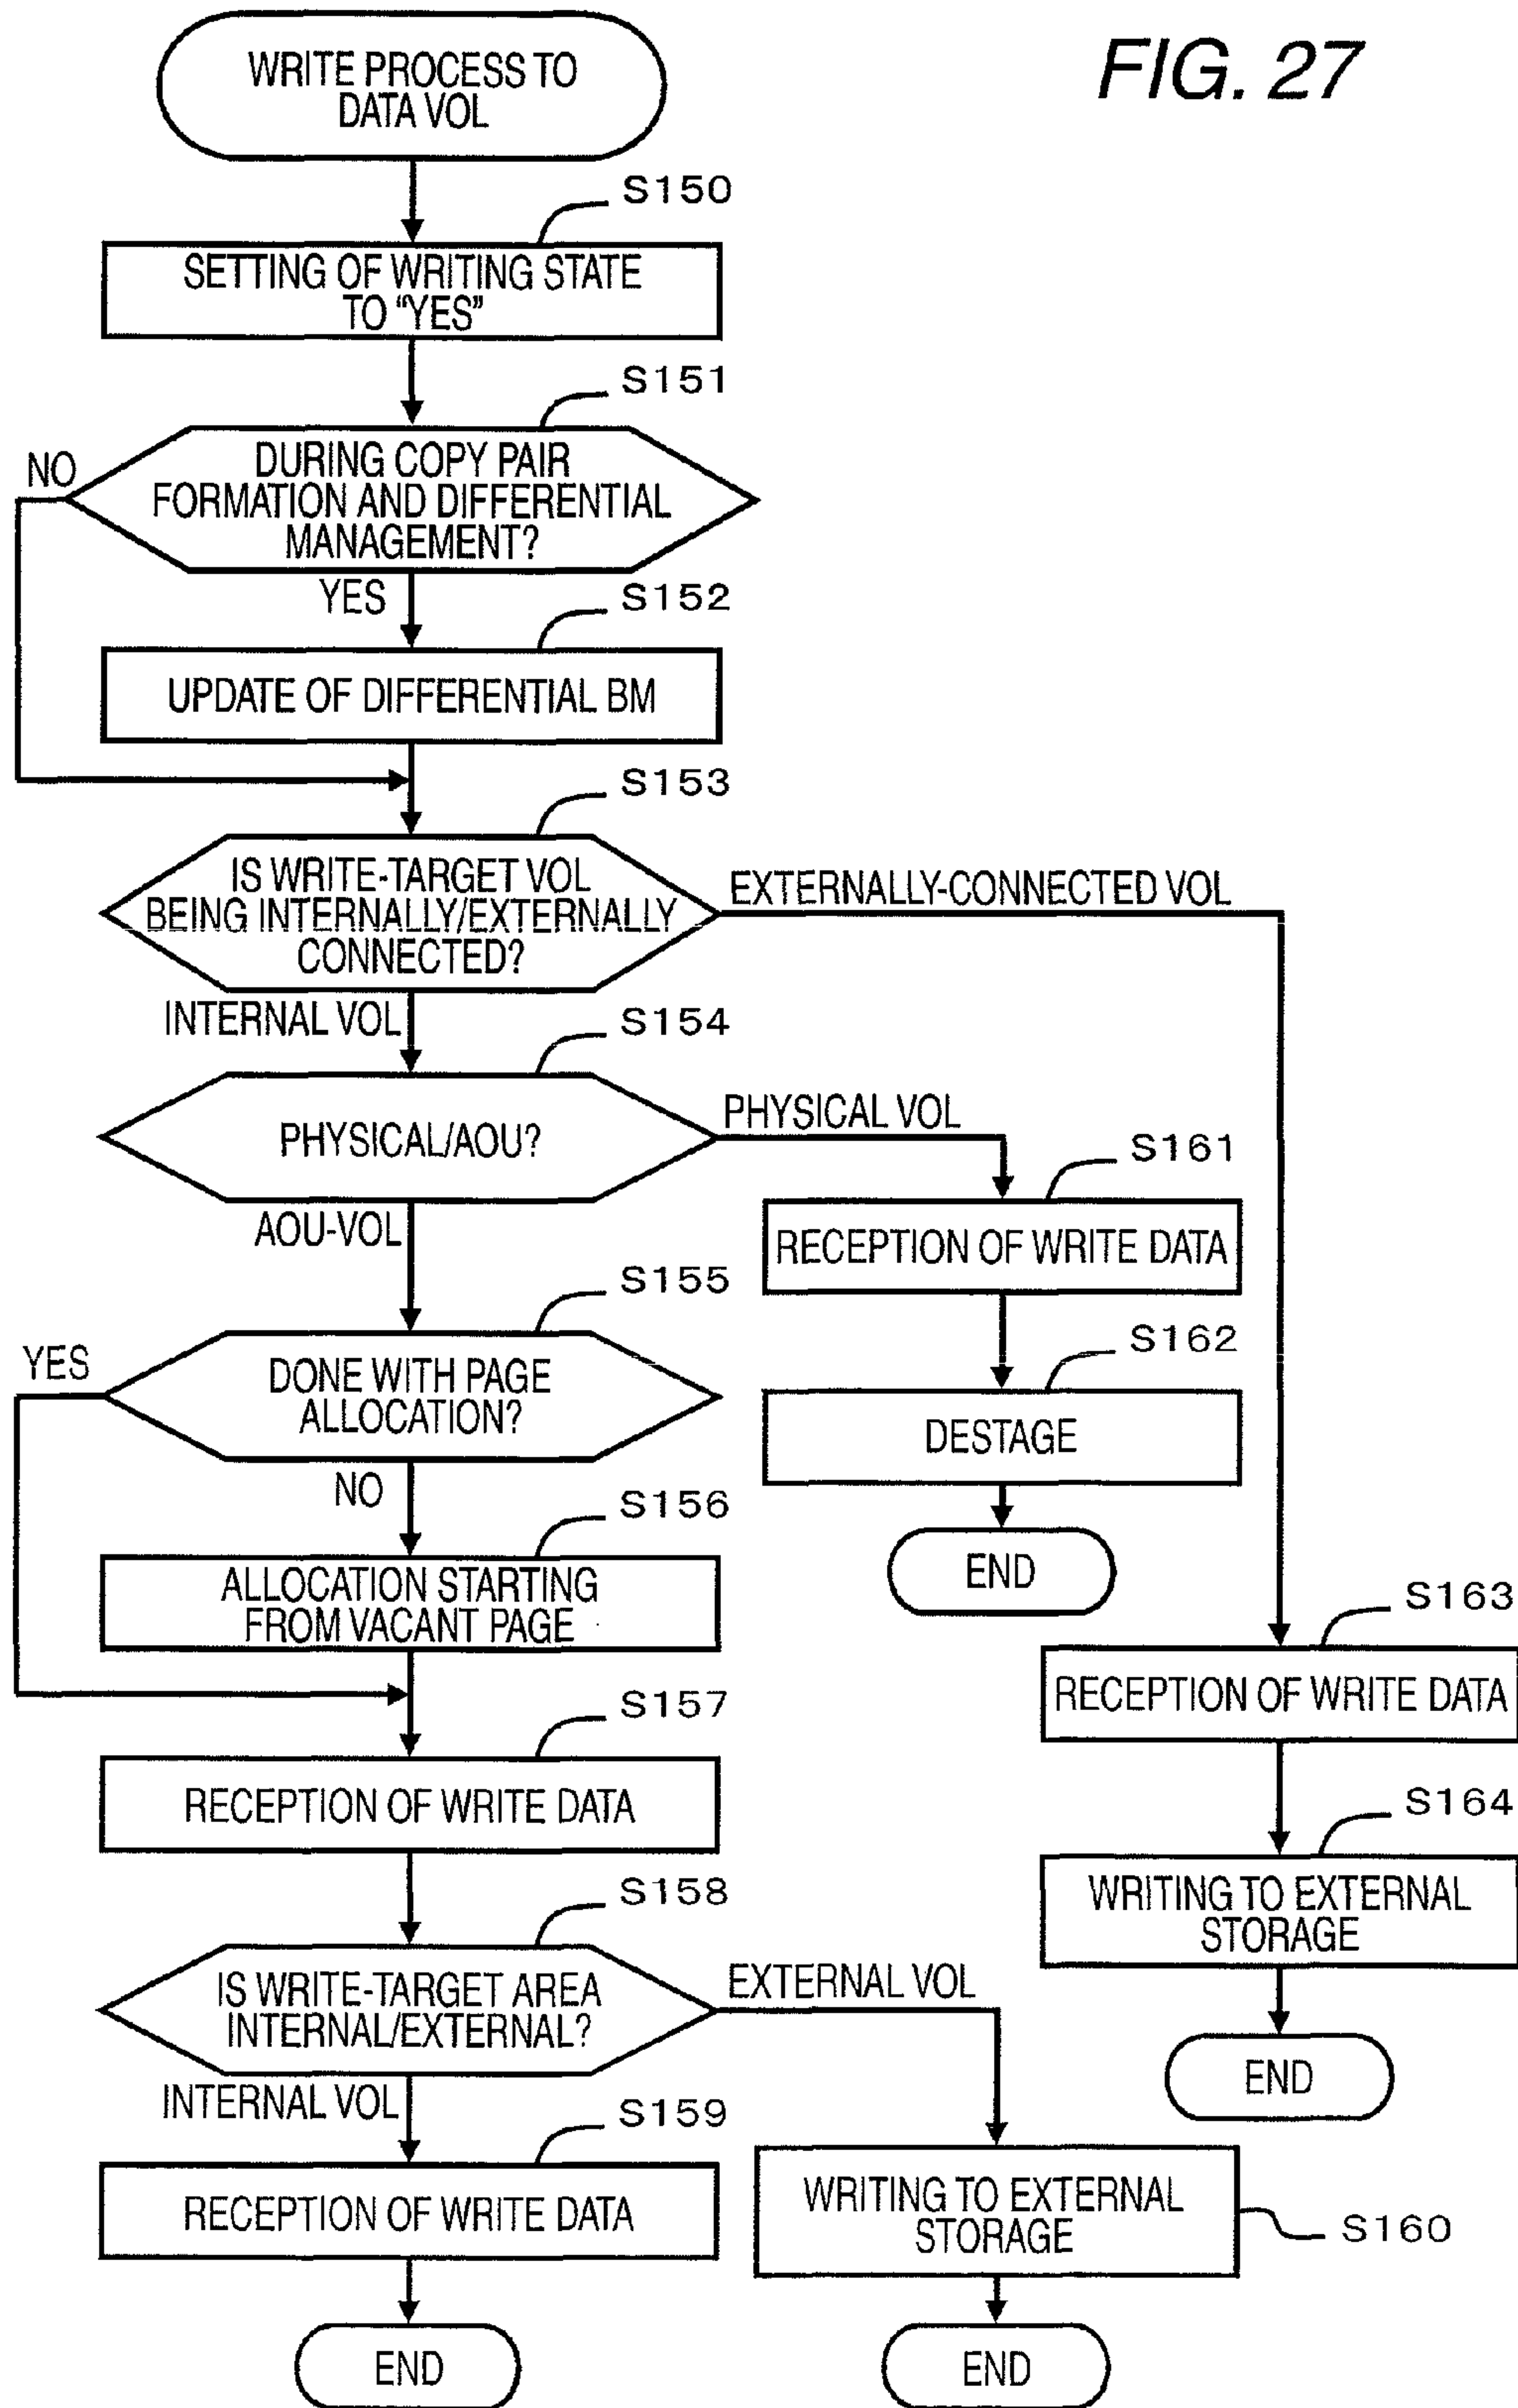 FIG. 27
WRITE PROCESS TO
DATA VOL
S150
SETTING OF WRITING STATE
TO “YES”
S151
DURING COPY PAIR
FORMATION AND DIFFERENTIAL
MANAGEMENT?
NO
YES
S152
UPDATE OF DIFFERENTIAL BM
S153
IS WRITE-TARGET VOL
BEING INTERNALLY/EXTERNALLY
CONNECTED?
EXTERNALLY-CONNECTED VOL
INTERNAL VOL
S154
PHYSICAL/AOU?
PHYSICAL VOL
AOU-VOL
S161
RECEPTION OF WRITE DATA
S162
DESTAGE
END
S155
DONE WITH PAGE
ALLOCATION?
YES
NO
S156
ALLOCATION STARTING
FROM VACANT PAGE
S157
RECEPTION OF WRITE DATA
S163
RECEPTION OF WRITE DATA
S164
WRITING TO EXTERNAL
STORAGE
END
S158
IS WRITE-TARGET AREA
INTERNAL/EXTERNAL?
EXTERNAL VOL
INTERNAL VOL
S159
RECEPTION OF WRITE DATA
END
WRITING TO EXTERNAL
STORAGE
S160
END